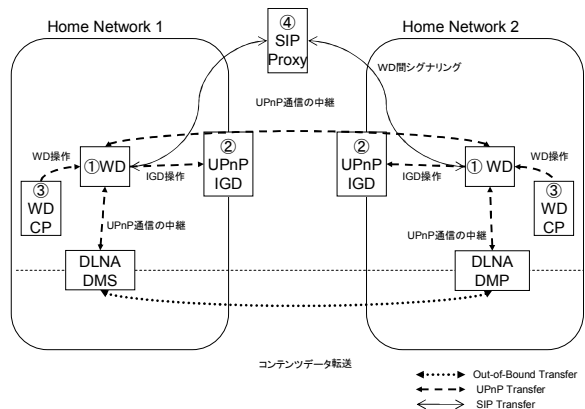 Home Network 1
④
SIP
Proxy
Home Network 2
WD間シグナリング
UPnP通信の中継
WD操作
①WD
IGD操作
②
UPnP
IGD
②
UPnP
IGD
IGD操作
①WD
WD操作
③
WD
CP
③
WD
CP
UPnP通信の中継
UPnP通信の中継
DLNA
DMS
DLNA
DMP
コンテンツデータ転送
Out-of-Bound Transfer
UPnP Transfer
SIP Transfer